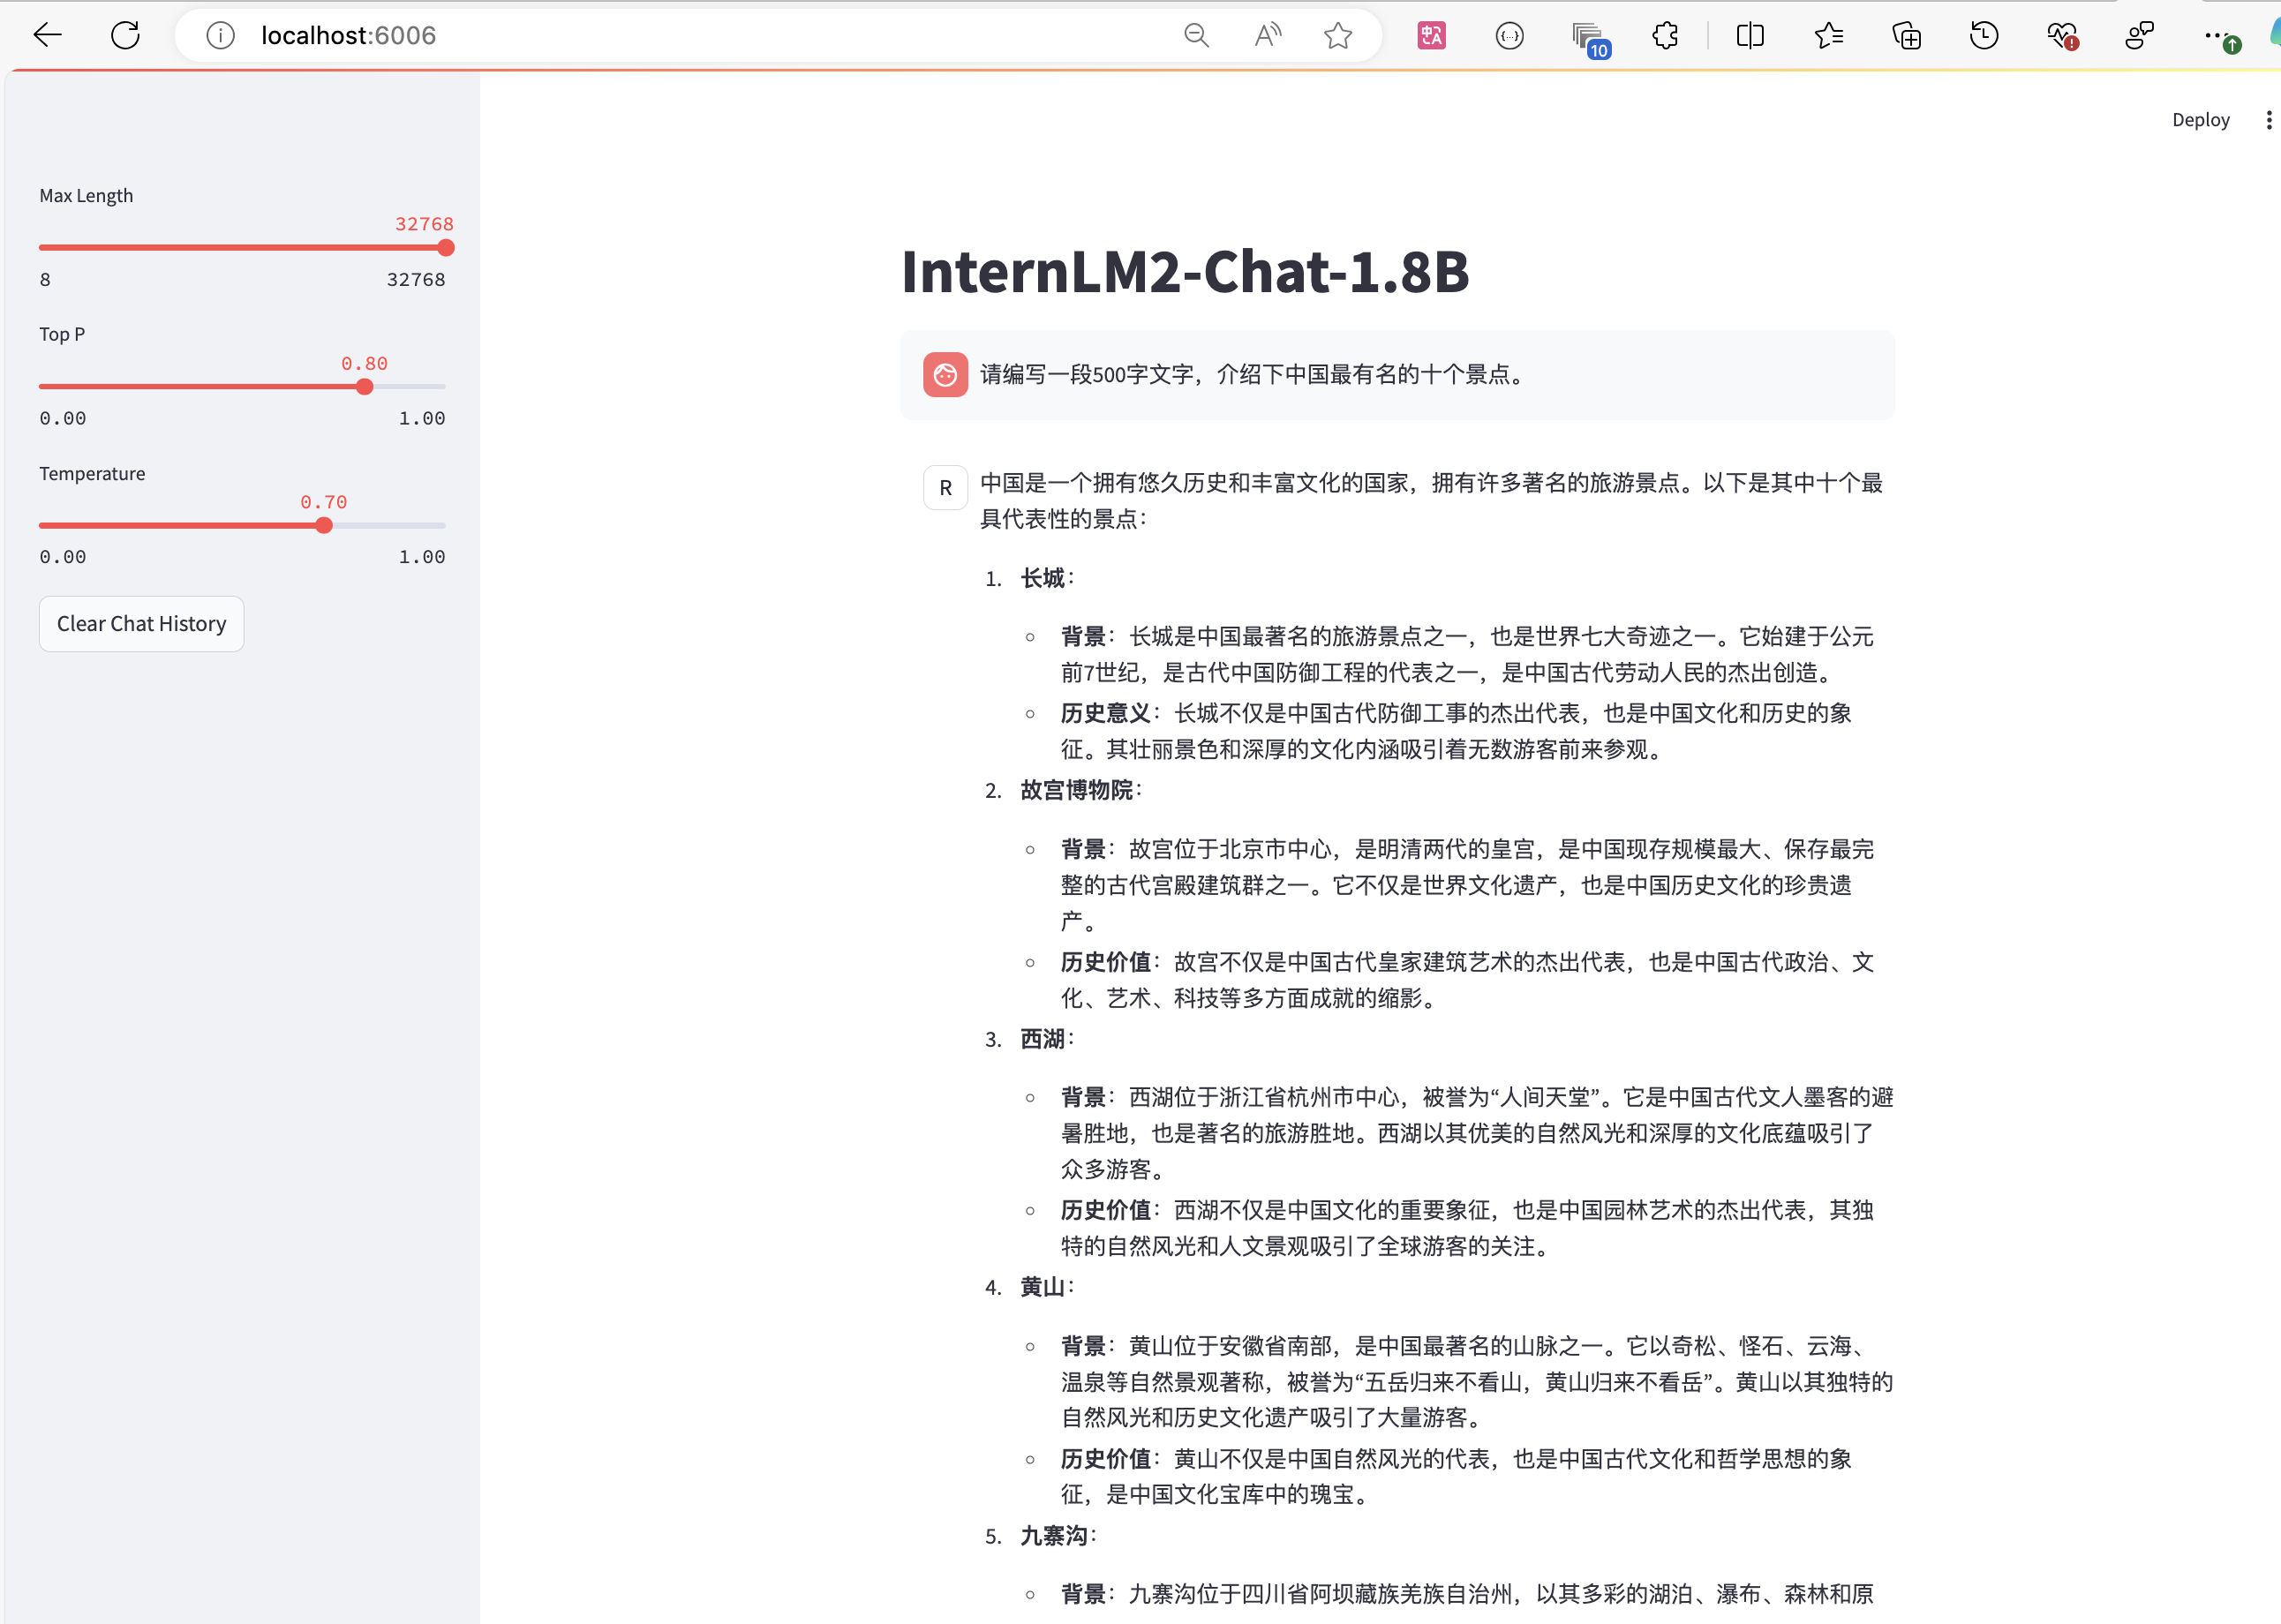 localhost:6006
10
Deploy
Max Length
32768
8 32768
Top P
0.80
0.00 1.00
Temperature
0.70
0.00 1.00
Clear Chat History
InternLM2-Chat-1.8B
请编写一段500字文字，介绍下中国最有名的十个景点。
R
中国是一个拥有悠久历史和丰富文化的国家，拥有许多著名的旅游景点。以下是其中十个最
具代表性的景点：
1. 长城：
背景：长城是中国最著名的旅游景点之一，也是世界七大奇迹之一。它始建于公元
前7世纪，是古代中国防御工程的代表之一，是中国古代劳动人民的杰出创造。
历史意义：长城不仅是中国古代防御工事的杰出代表，也是中国文化和历史的象
征。其壮丽景色和深厚的文化内涵吸引着无数游客前来参观。
2. 故宫博物院：
背景：故宫位于北京市中心，是明清两代的皇宫，是中国现存规模最大、保存最完
整的古代宫殿建筑群之一。它不仅是世界文化遗产，也是中国历史文化的珍贵遗
产。
历史价值：故宫不仅是中国古代皇家建筑艺术的杰出代表，也是中国古代政治、文
化、艺术、科技等多方面成就的缩影。
3. 西湖：
背景：西湖位于浙江省杭州市中心，被誉为“人间天堂”。它是中国古代文人墨客的避
暑胜地，也是著名的旅游胜地。西湖以其优美的自然风光和深厚的文化底蕴吸引了
众多游客。
历史价值：西湖不仅是中国文化的重要象征，也是中国园林艺术的杰出代表，其独
特的自然风光和人文景观吸引了全球游客的关注。
4. 黄山：
背景：黄山位于安徽省南部，是中国最著名的山脉之一。它以奇松、怪石、云海、
温泉等自然景观著称，被誉为“五岳归来不看山，黄山归来不看岳”。黄山以其独特的
自然风光和历史文化遗产吸引了大量游客。
历史价值：黄山不仅是中国自然风光的代表，也是中国古代文化和哲学思想的象
征，是中国文化宝库中的瑰宝。
5. 九寨沟：
背景：九寨沟位于四川省阿坝藏族羌族自治州，以其多彩的湖泊、瀑布、森林和原